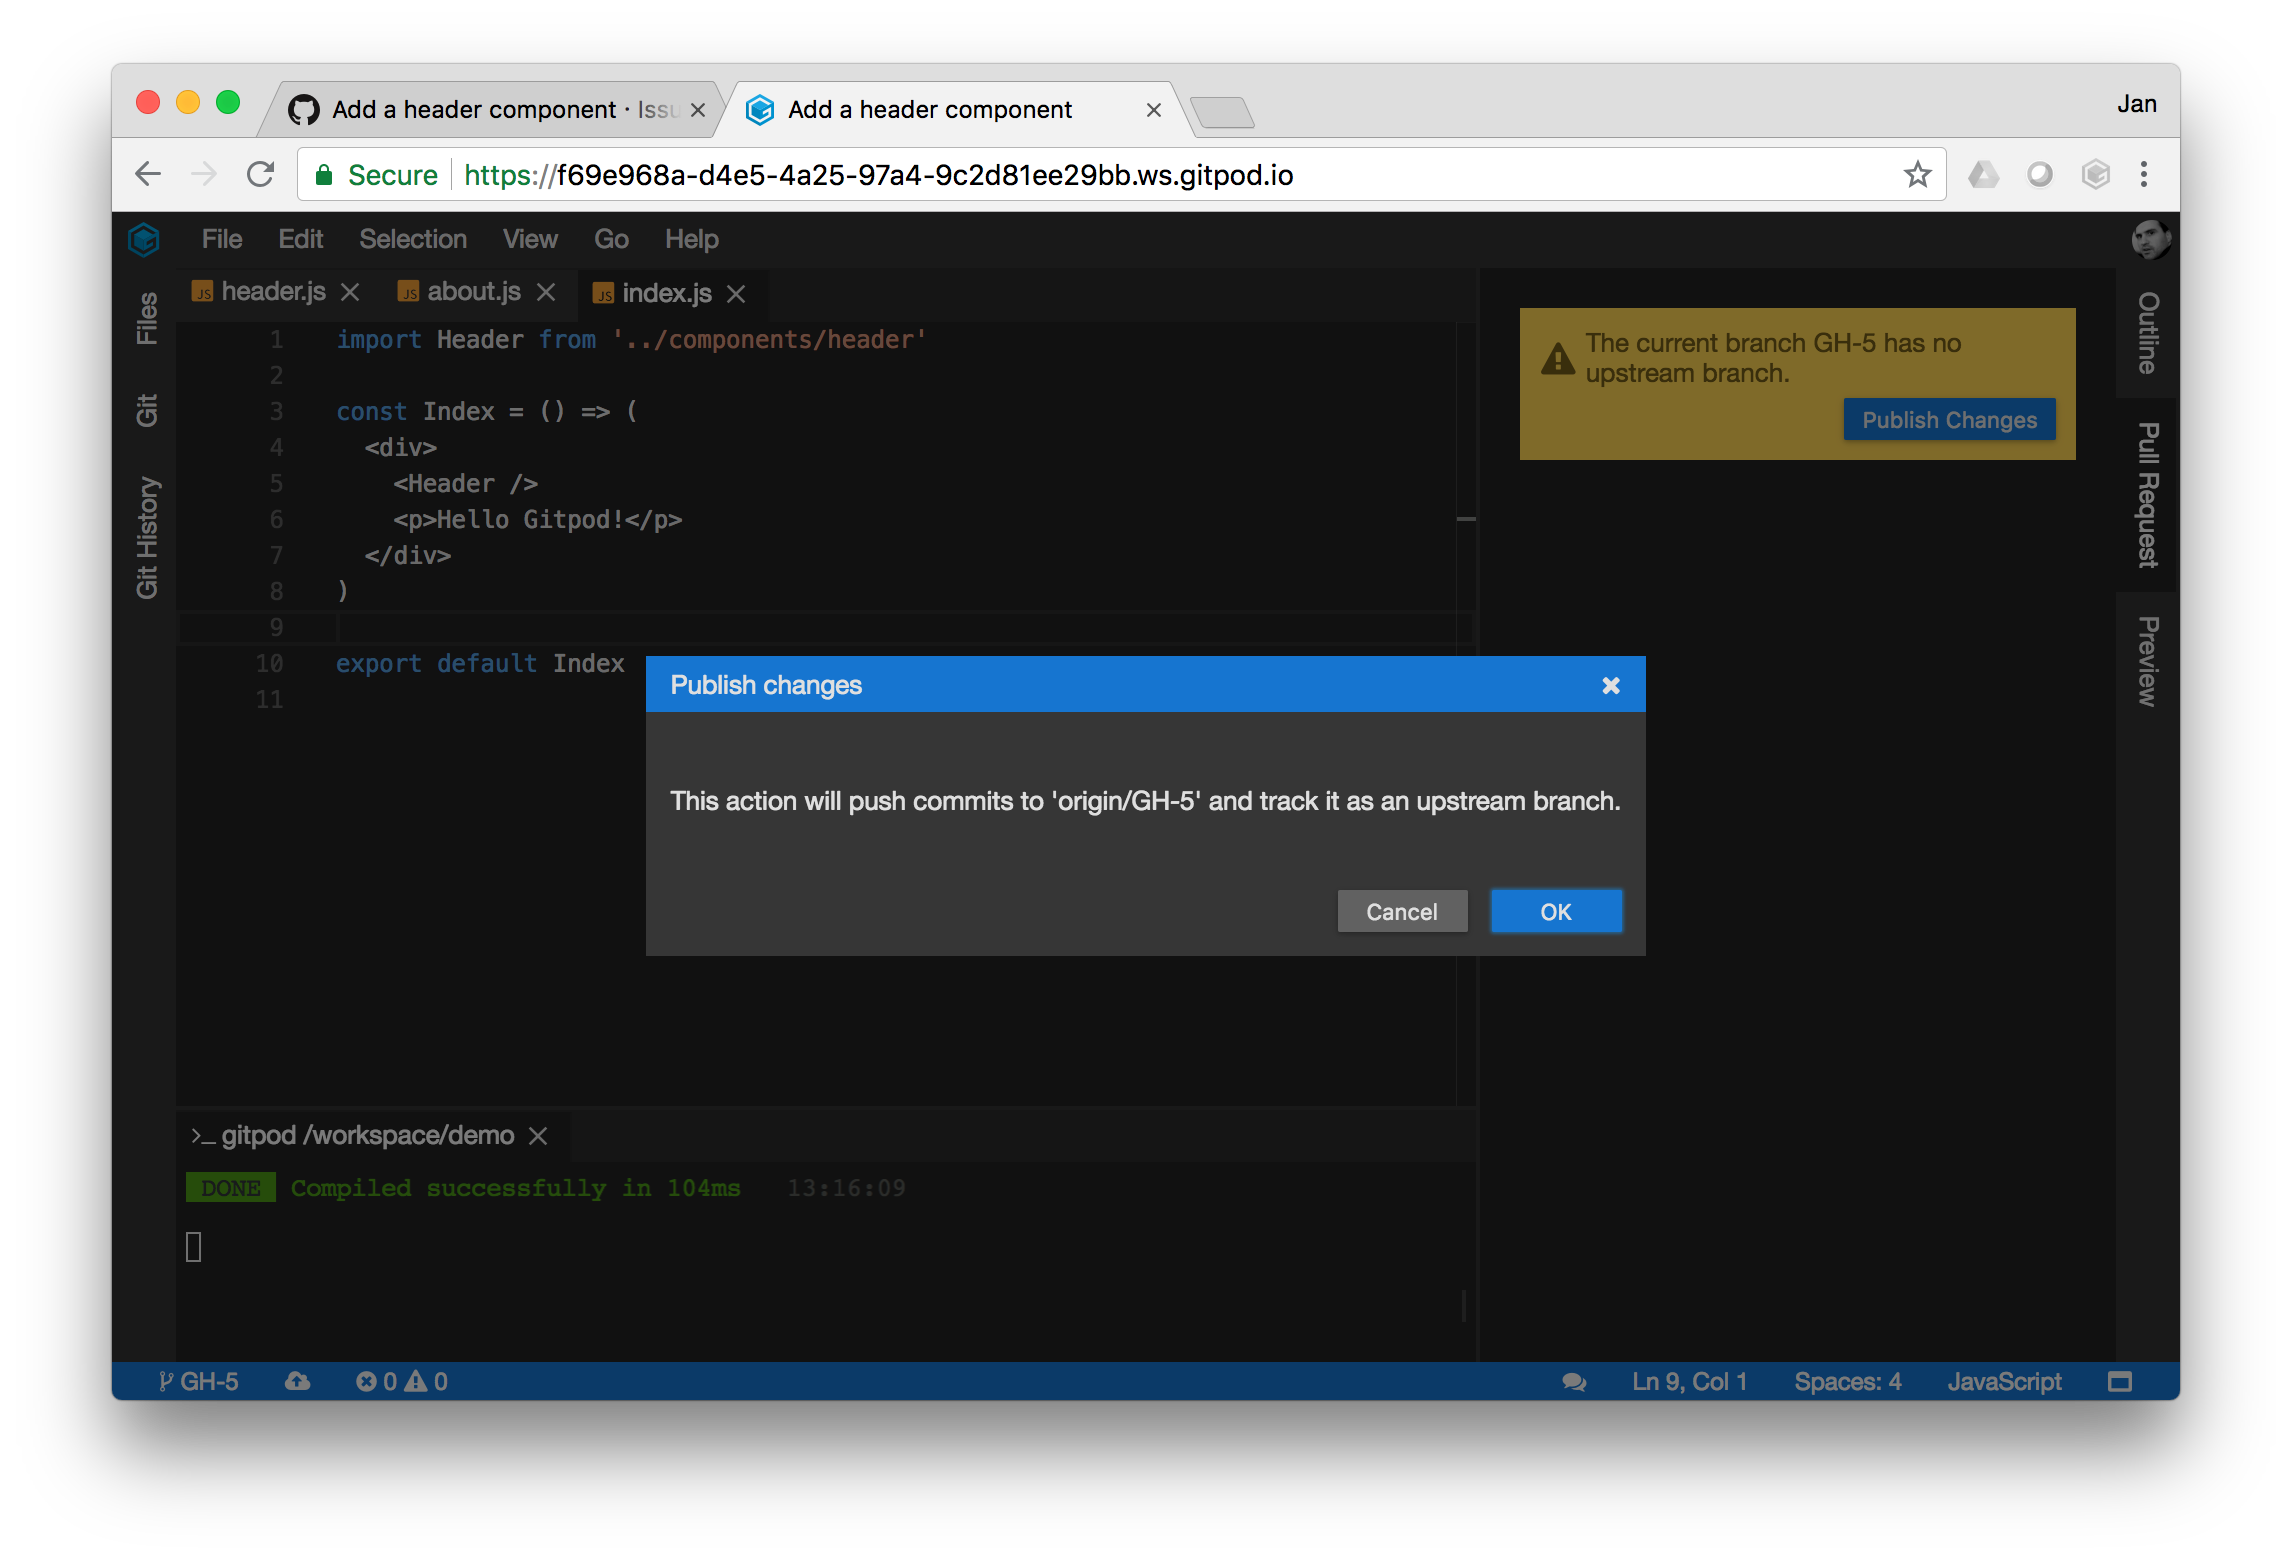 Add a header component · Issu
Add a header component
Jan
Secure
https://f69e968a-d4e5-4a25-97a4-9c2d81ee29bb.ws.gitpod.io
File Edit Selection View Go Help
Files
Git
Git History
JS header.js
JS about.js
JS index.js
1 import Header from '../components/header'
2
3 const Index = () => (
4 <div>
5 <Header />
6 <p>Hello Gitpod!</p>
7 </div>
8 )
9
10 export default Index
11
The current branch GH-5 has no
upstream branch.
Publish Changes
Outline
Pull Request
Preview
Publish changes
This action will push commits to 'origin/GH-5' and track it as an upstream branch.
Cancel
OK
>_ gitpod /workspace/demo
DONE Compiled successfully in 104ms 13:16:09
GH-5
0 0
Ln 9, Col 1
Spaces: 4
JavaScript